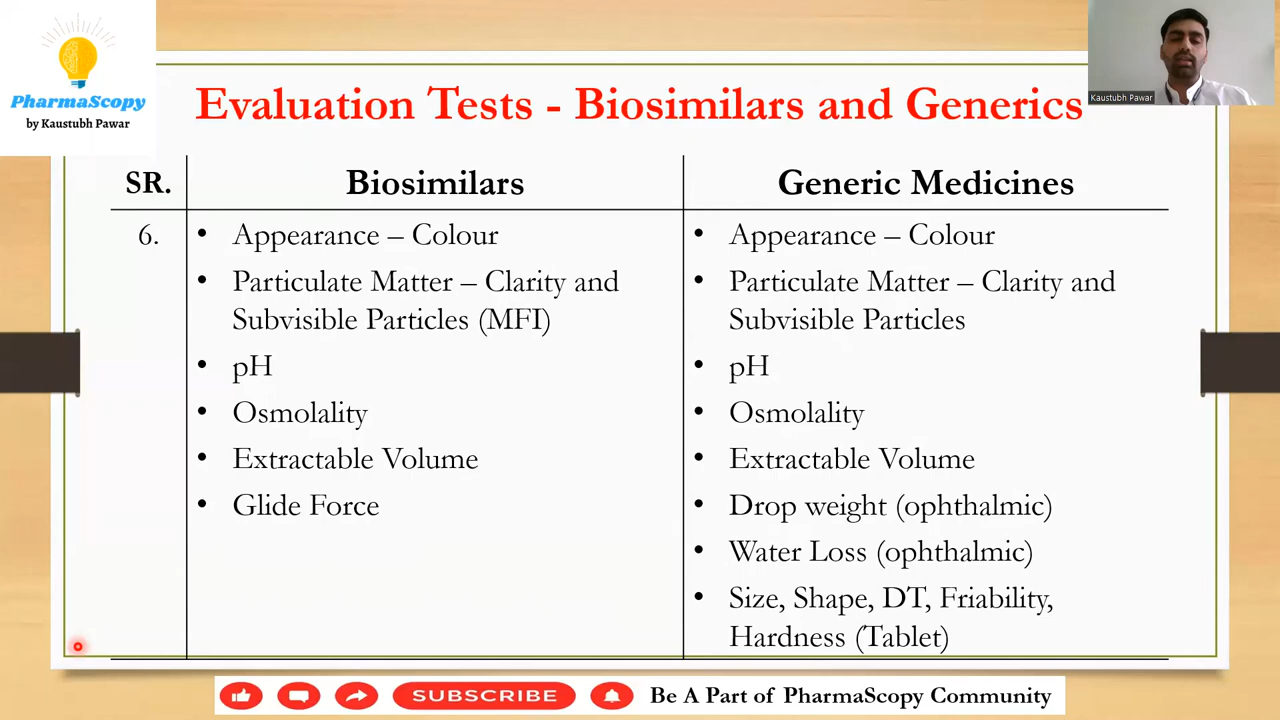 PharmaScopy
by Kaustubh Pawar
Kaustubh Pawar
Evaluation Tests - Biosimilars and Generics
SR.
Biosimilars
Generic Medicines
6.
• Appearance – Colour
• Particulate Matter – Clarity and
Subvisible Particles (MFI)
• pH
• Osmolality
• Extractable Volume
• Glide Force
• Appearance – Colour
• Particulate Matter – Clarity and
Subvisible Particles
• pH
• Osmolality
• Extractable Volume
• Drop weight (ophthalmic)
• Water Loss (ophthalmic)
• Size, Shape, DT, Friability,
Hardness (Tablet)
SUBSCRIBE
Be A Part of PharmaScopy Community